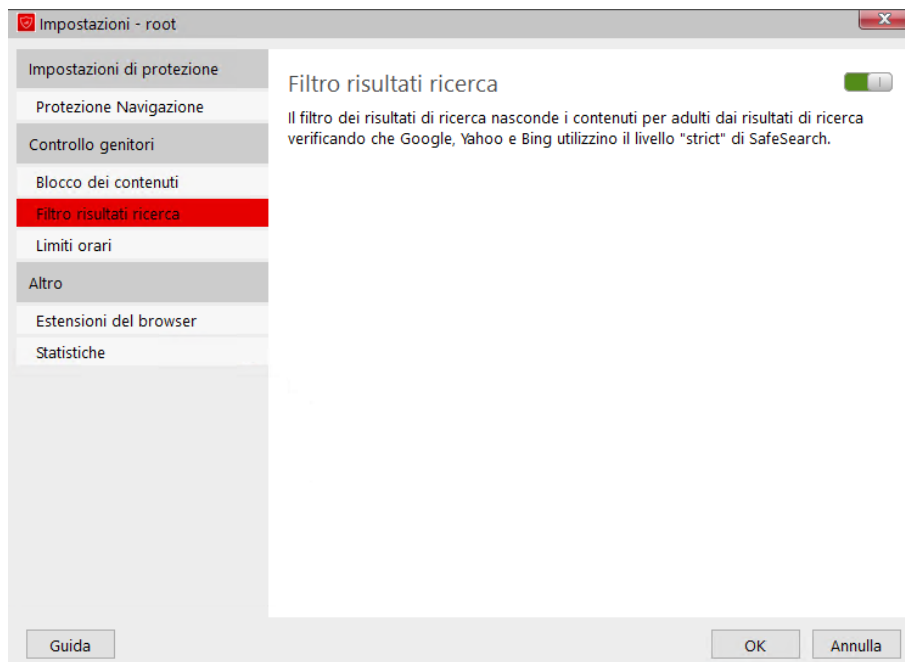 Impostazioni - root
Impostazioni di protezione
Protezione Navigazione
Controllo genitori
Blocco dei contenuti
Filtro risultati ricerca
Limiti orari
Altro
Estensioni del browser
Statistiche
Filtro risultati ricerca
Il filtro dei risultati di ricerca nasconde i contenuti per adulti dai risultati di ricerca
verificando che Google, Yahoo e Bing utilizzino il livello "strict" di SafeSearch.
Guida
OK
Annulla